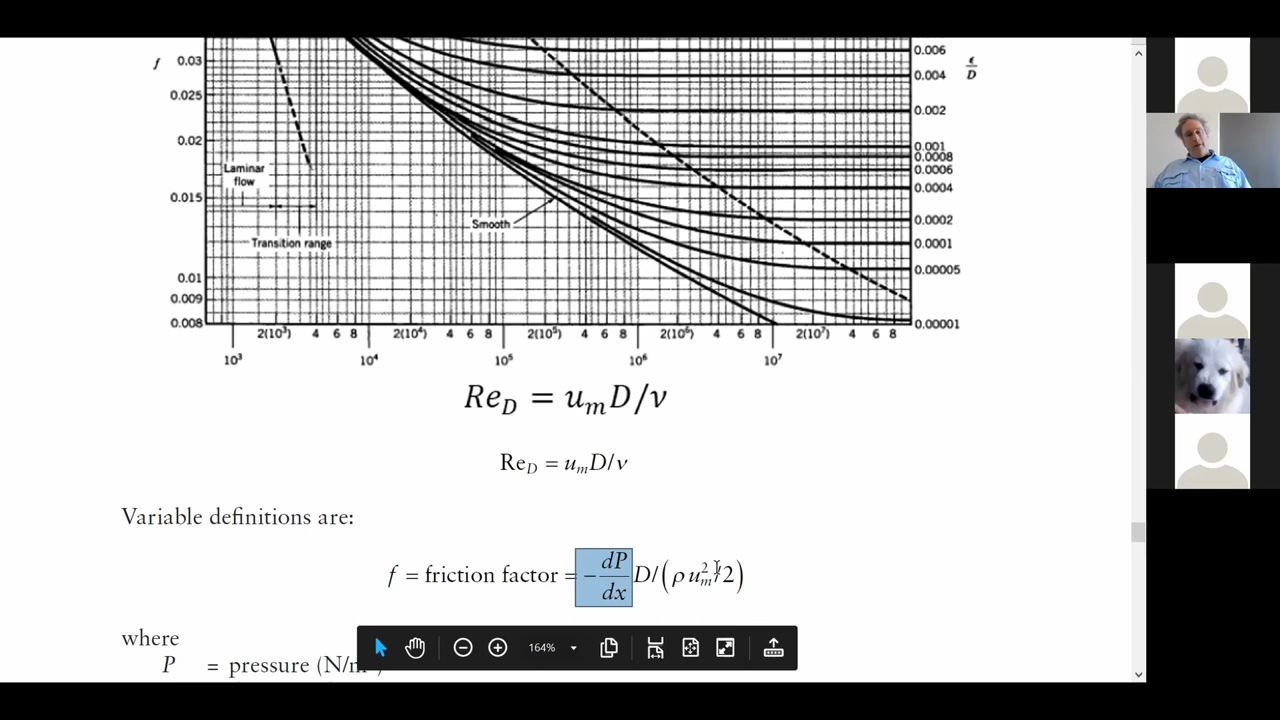 f
0.03
0.025
0.02
0.015
0.01
0.009
0.008
Laminar
flow
Transition range
Smooth
0.006
0.004
0.002
0.001
0.0008
0.0006
0.0004
0.0002
0.0001
0.00005
0.00001
ϵ
D
2(10³) 4 6 8 2(10⁴) 4 6 8 2(10⁵) 4 6 8 2(10⁶) 4 6 8 2(10⁷) 4 6 8
10³ 10⁴ 10⁵ 10⁶ 10⁷
Re_D = u_m D/ν
Re_D = u_m D/ν
Variable definitions are:
f = friction factor = −dP/dx D/(ρ u_m²/2)
where
P = pressure (N/m²)
164%